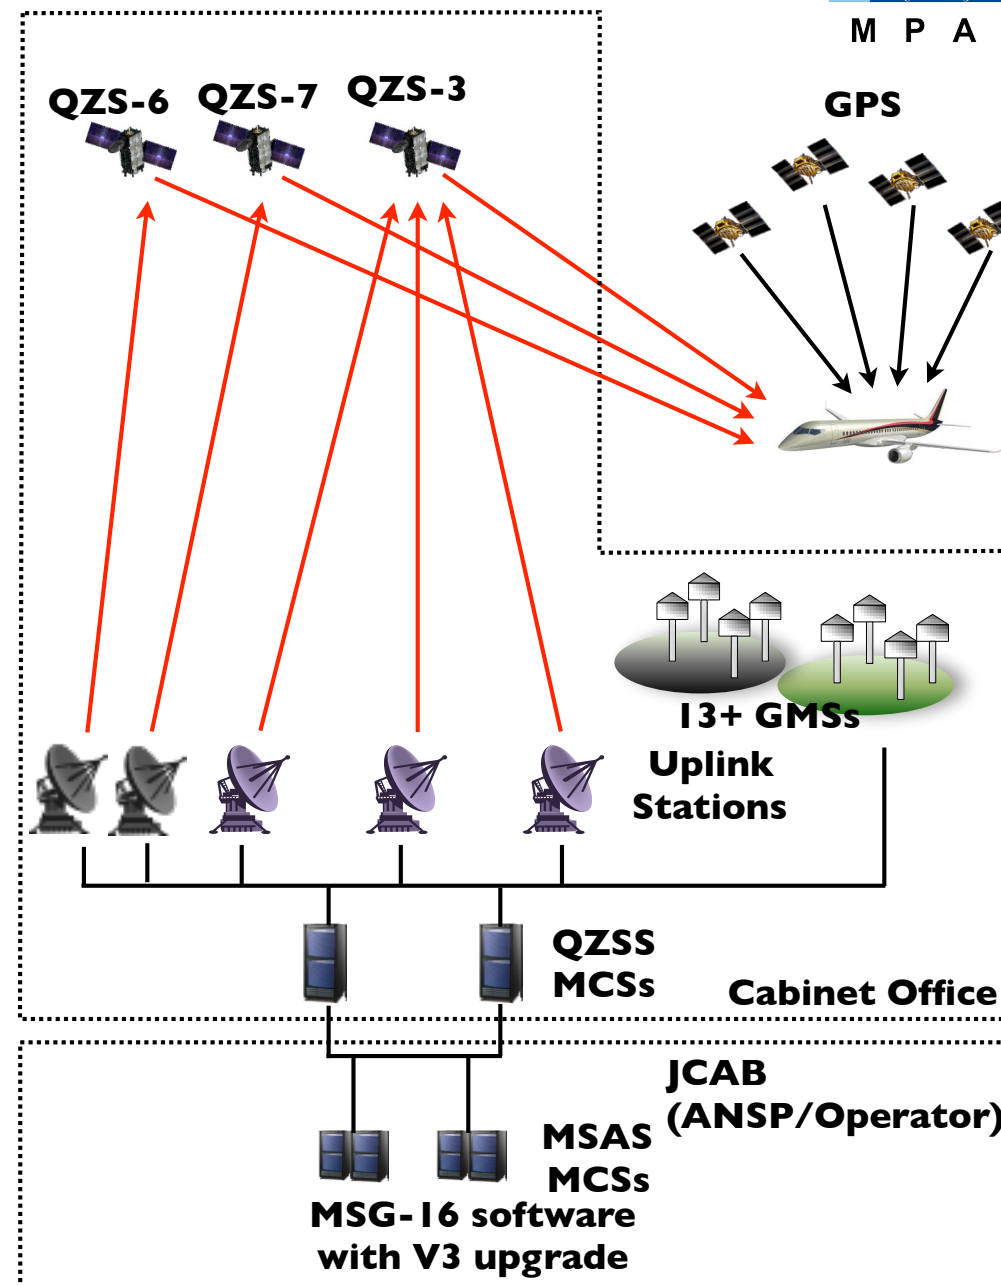 M P A
QZS-6
QZS-7
QZS-3
GPS
13+ GMSs
Uplink
Stations
QZSS
MCSs
Cabinet Office
JCAB
(ANSP/Operator)
MSAS
MCSs
MSG-16 software
with V3 upgrade